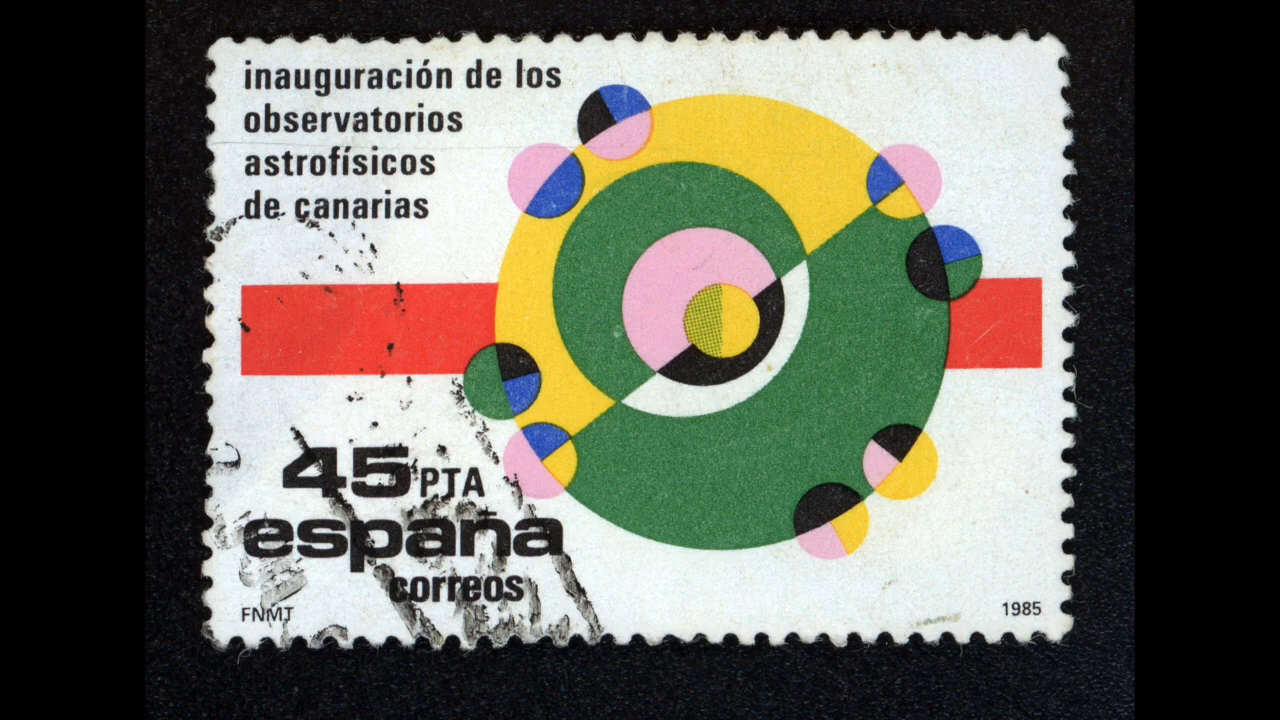 inauguración de los
observatorios
astrofísicos
de canarias
45 PTA
españa
correos
FNMT
1985